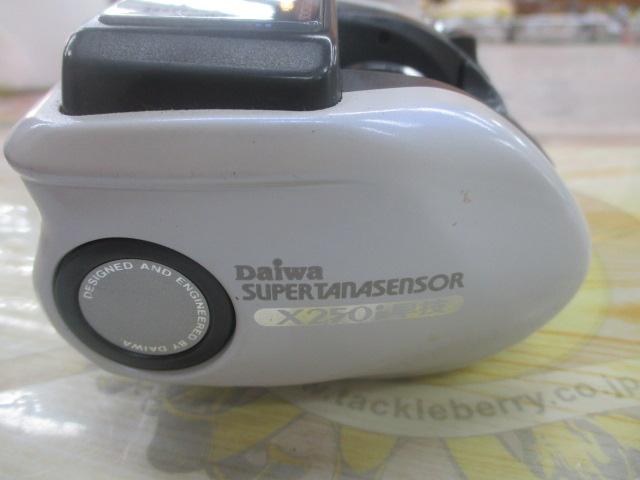 Daiwa
SUPERTANASENSOR
X250
DESIGNED AND ENGINEERED BY DAIWA
.tackleberry.co.jp